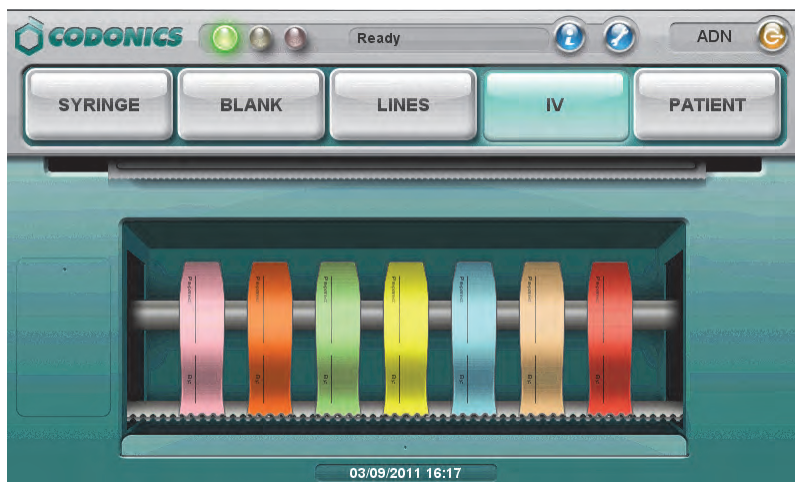 CODONICS
Ready
ADN
SYRINGE
BLANK
LINES
IV
PATIENT
03/09/2011 16:17